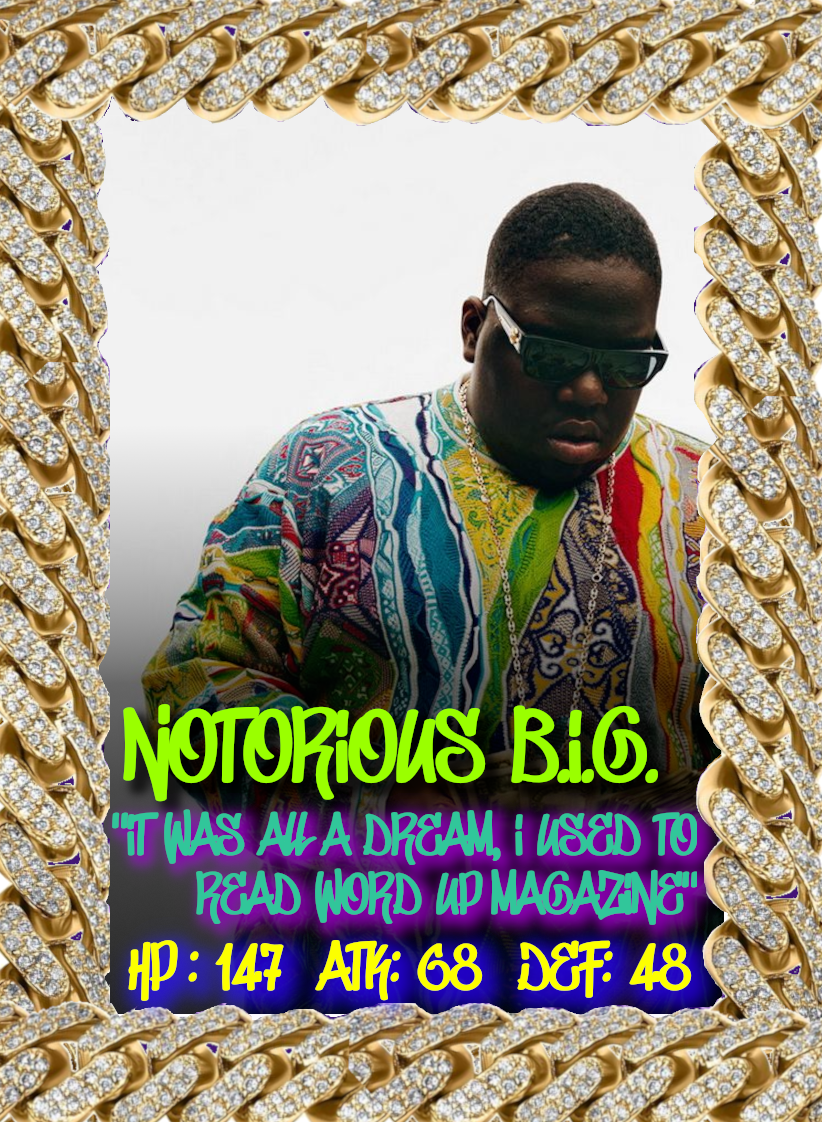 NOTORiOUS B.i.G.
"iT WAS ALL A DREAM, i USED TO
READ WORD UP MAGAZiNE"
HP : 147 ATK: 68 DEF: 48